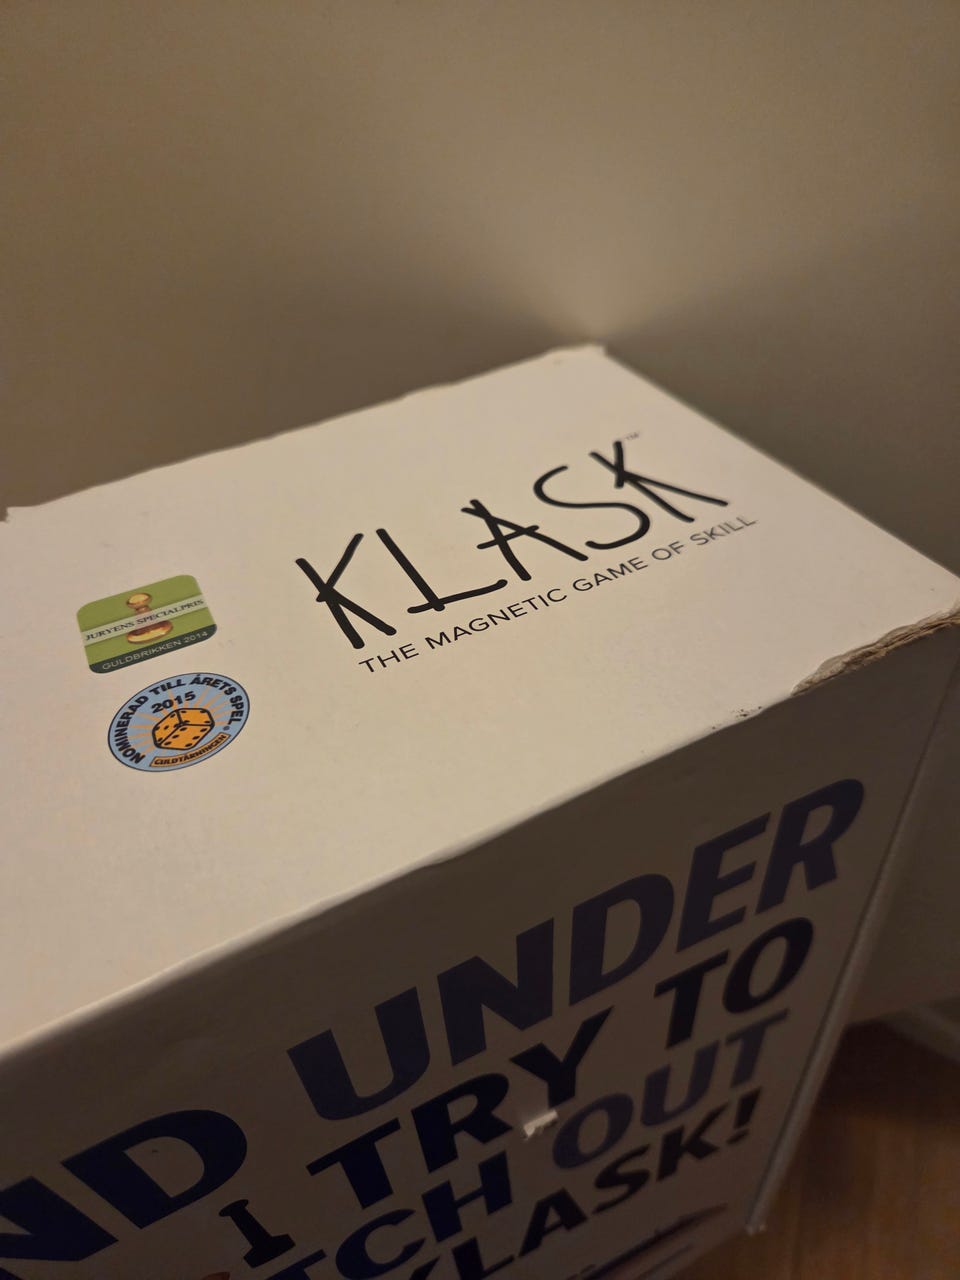 KLASK™
THE MAGNETIC GAME OF SKILL
JURYENS SPECIALPRIS
GULDBRIKKEN 2014
NOMINERAD TILL ÅRETS SPEL
2015
GULDTÄRNINGEN
UNDER
I TRY TO
OUT
KLASK!